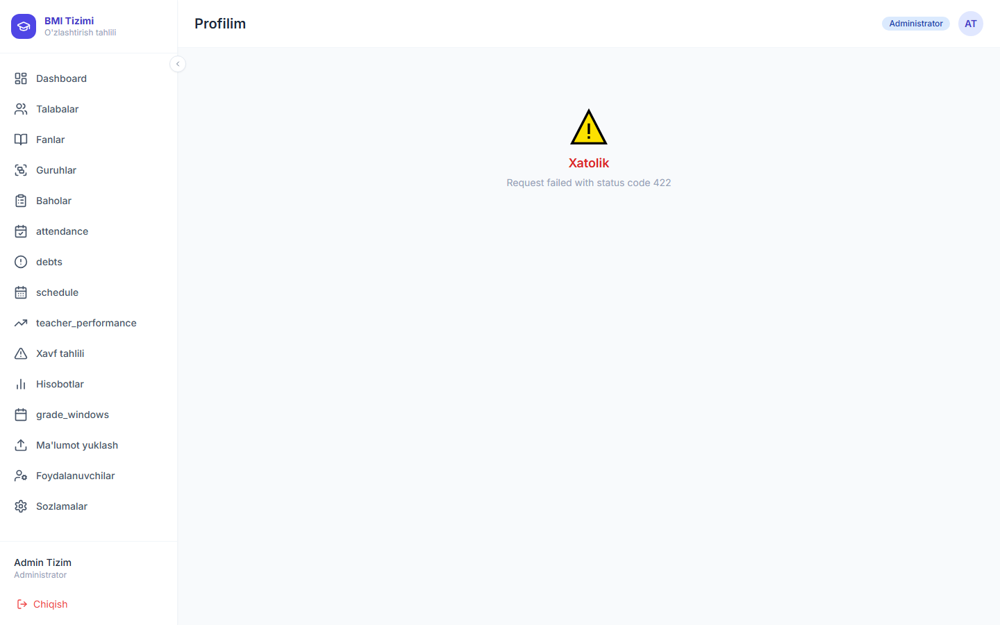 BMI Tizimi
O'zlashtirish tahlili
Dashboard
Talabalar
Fanlar
Guruhlar
Baholar
attendance
debts
schedule
teacher_performance
Xavf tahlili
Hisobotlar
grade_windows
Ma'lumot yuklash
Foydalanuvchilar
Sozlamalar
Admin Tizim
Administrator
Chiqish
Profilim
Administrator
AT
Xatolik
Request failed with status code 422